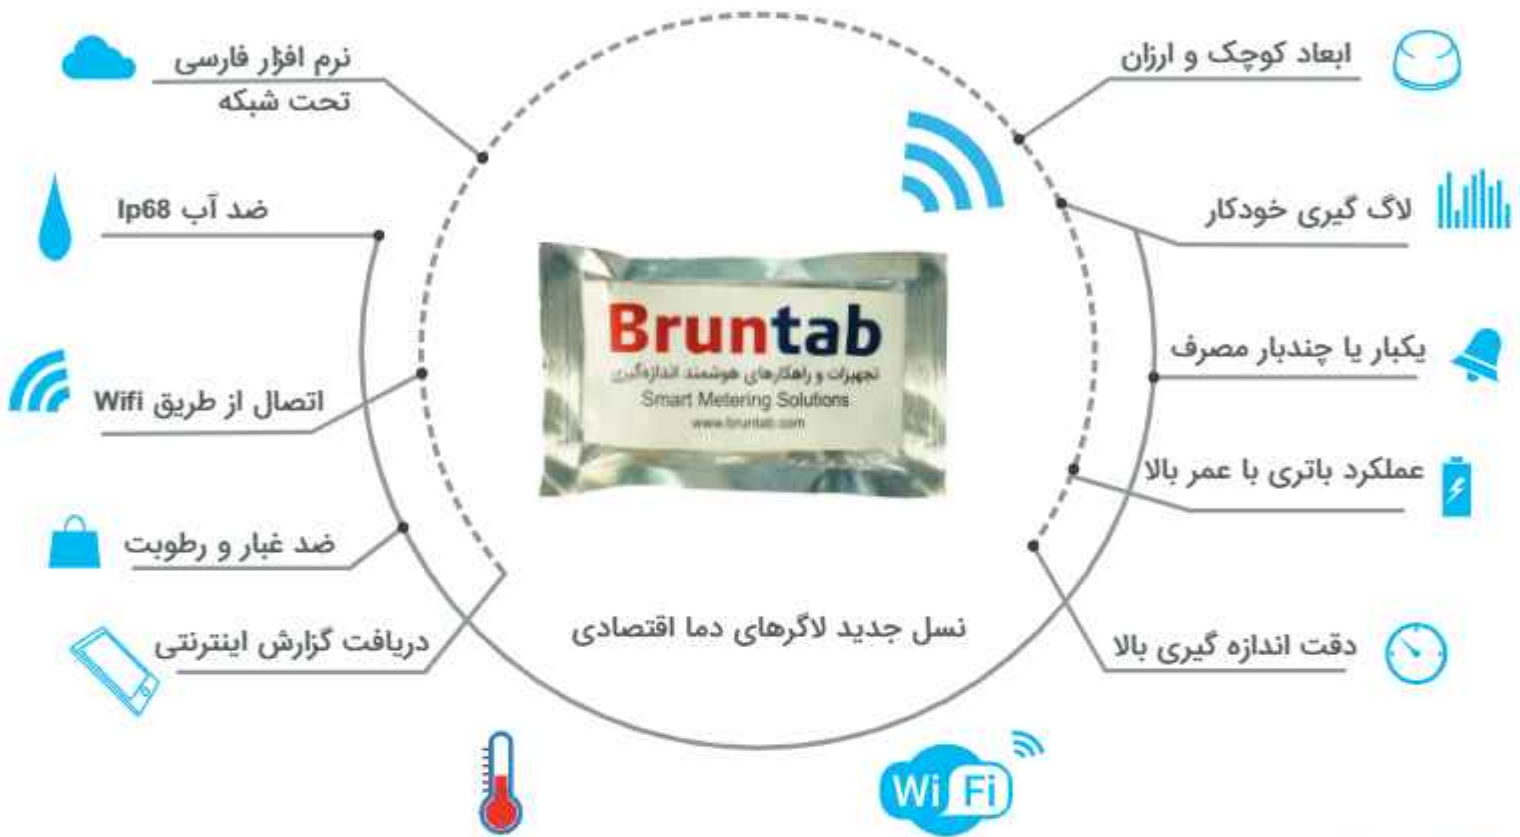 ابعاد کوچک و ارزان
لاگ گیری خودکار
یکبار یا چندبار مصرف
عملکرد باتری با عمر بالا
دقت اندازه گیری بالا
نرم افزار فارسی
تحت شبکه
ضد آب Ip68
اتصال از طریق Wifi
ضد غبار و رطوبت
دریافت گزارش اینترنتی
Bruntab
تجهیزات و راهکارهای هوشمند اندازه‌گیری
Smart Metering Solutions
www.bruntab.com
نسل جدید لاگرهای دما اقتصادی
WiFi